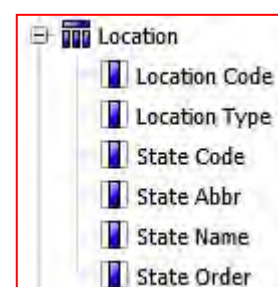 Location
Location Code
Location Type
State Code
State Abbr
State Name
State Order